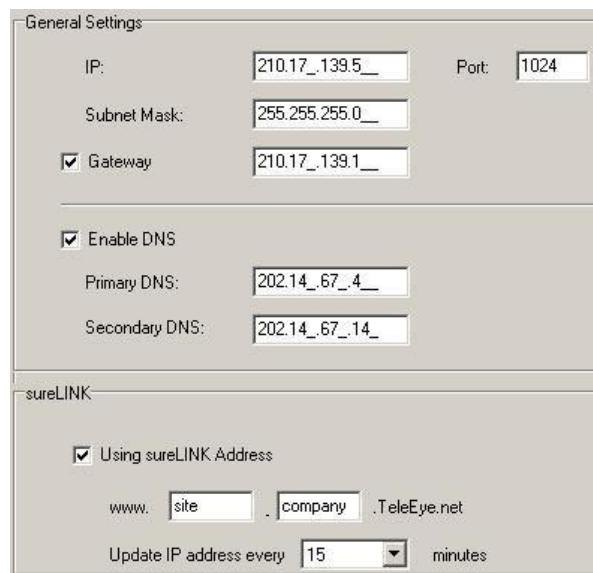 General Settings
IP: 210.17_.139.5__ Port: 1024
Subnet Mask: 255.255.255.0__
Gateway 210.17_.139.1__
Enable DNS
Primary DNS: 202.14_.67_.4__
Secondary DNS: 202.14_.67_.14_
sureLINK
Using sureLINK Address
www. site . company .TeleEye.net
Update IP address every 15 minutes